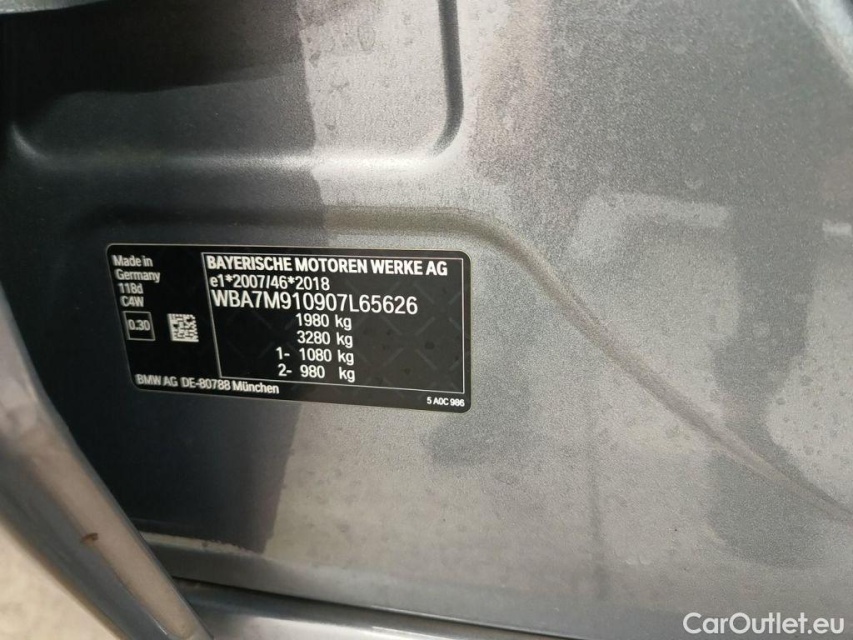 Made in
Germany
118d
C4W
0.30
BAYERISCHE MOTOREN WERKE AG
e1*2007/46*2018
WBA7M910907L65626
1980 kg
3280 kg
1- 1080 kg
2- 980 kg
BMW AG DE-80788 München
5 A0C 986
CarOutlet.eu